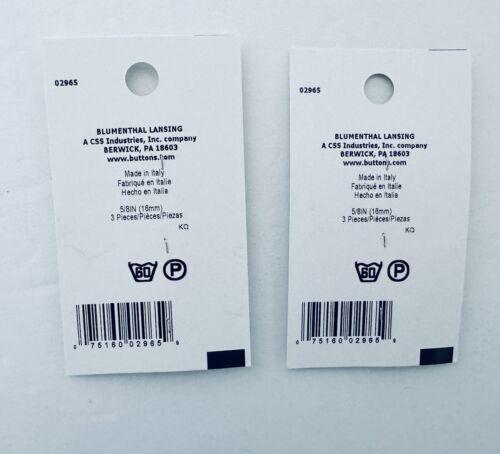 02965
BLUMENTHAL LANSING
A CSS Industries, Inc. company
BERWICK, PA 18603
www.buttons.com
Made in Italy
Fabriqué en Italie
Hecho en Italia
5/8IN (16mm)
3 Pieces/Pièces/Piezas
KQ
60 P
0 75160 02965 9
02965
BLUMENTHAL LANSING
A CSS Industries, Inc. company
BERWICK, PA 18603
www.buttons.com
Made in Italy
Fabriqué en Italie
Hecho en Italia
5/8IN (16mm)
3 Pieces/Pièces/Piezas
KQ
60 P
0 75160 02965 9